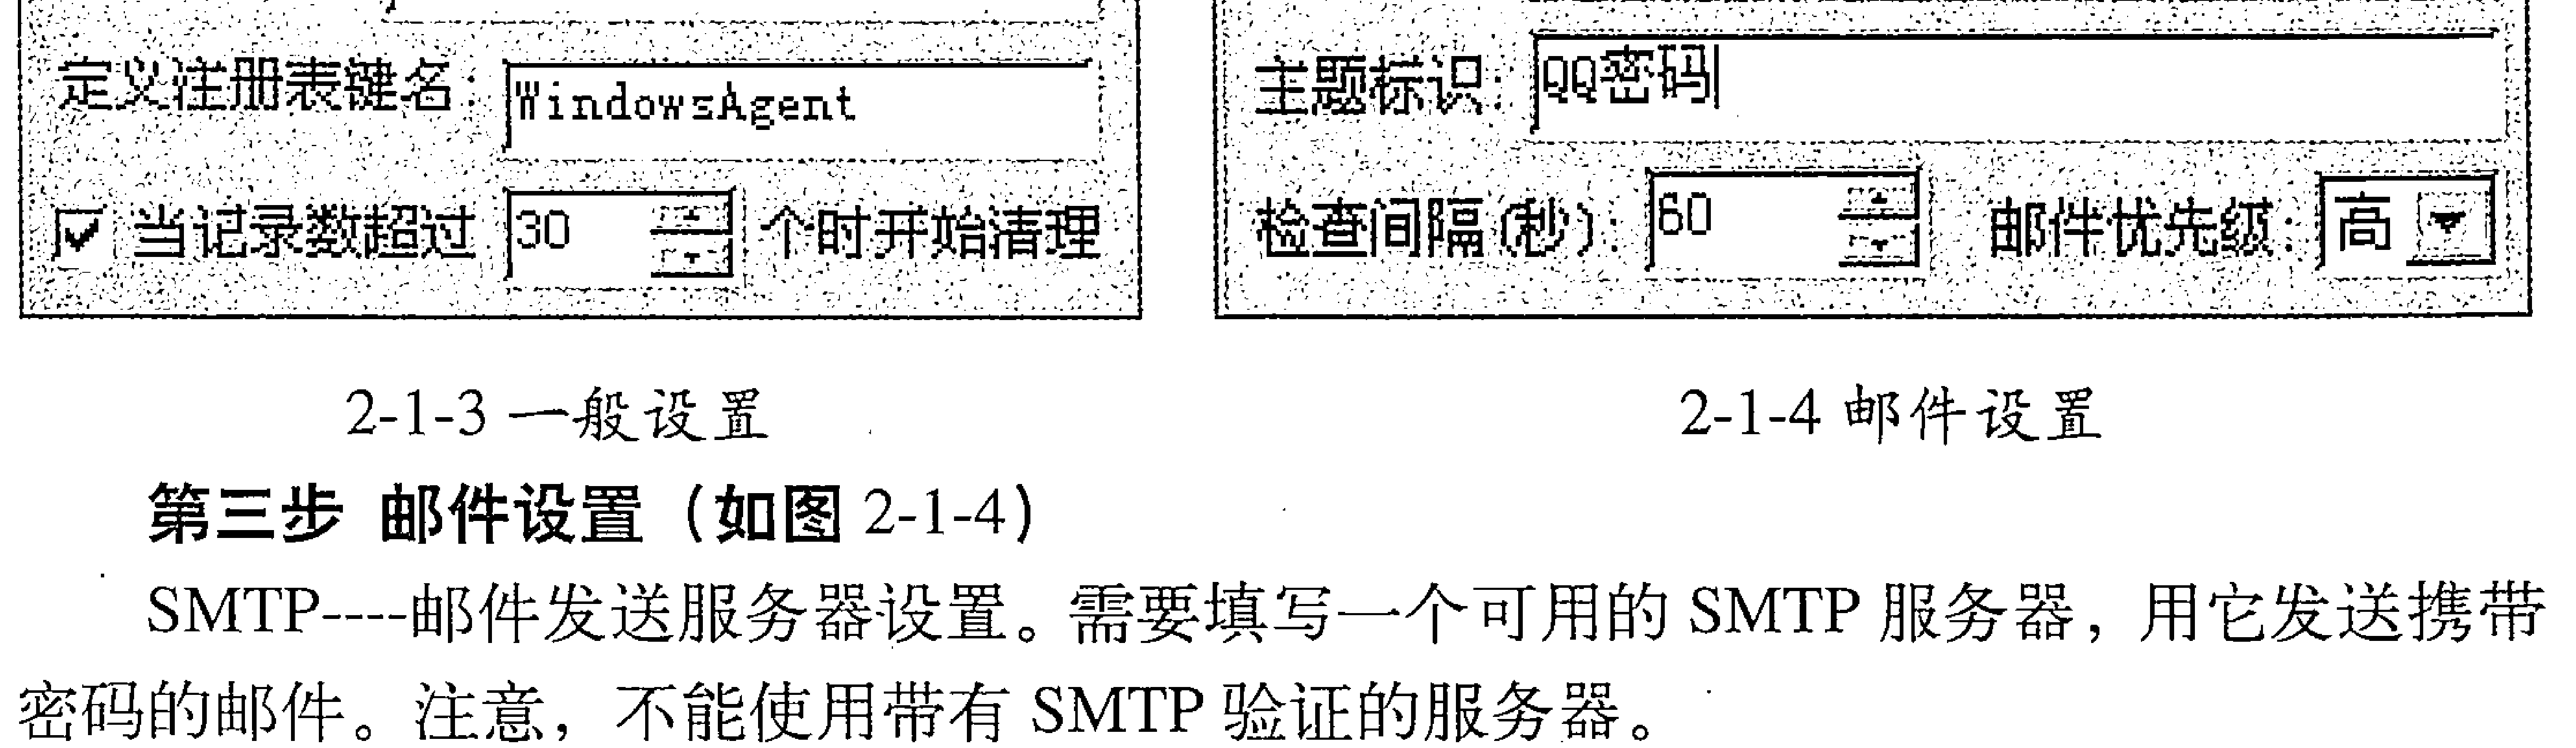 定义注册表键名: WindowsAgent
当记录数超过 30 个时开始清理
主题标识: QQ密码
检查间隔(秒): 60 邮件优先级: 高
2-1-3 一般设置
2-1-4 邮件设置
第三步 邮件设置（如图 2-1-4）
SMTP----邮件发送服务器设置。需要填写一个可用的 SMTP 服务器，用它发送携带
密码的邮件。注意，不能使用带有 SMTP 验证的服务器。